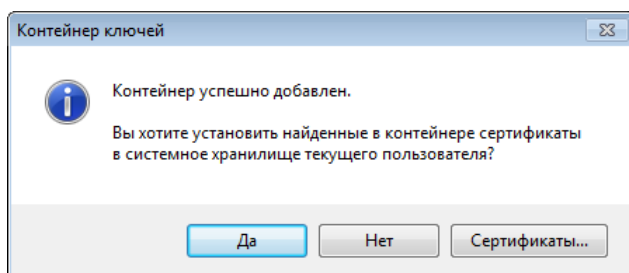 Контейнер ключей
Контейнер успешно добавлен.
Вы хотите установить найденные в контейнере сертификаты
в системное хранилище текущего пользователя?
Да
Нет
Сертификаты...